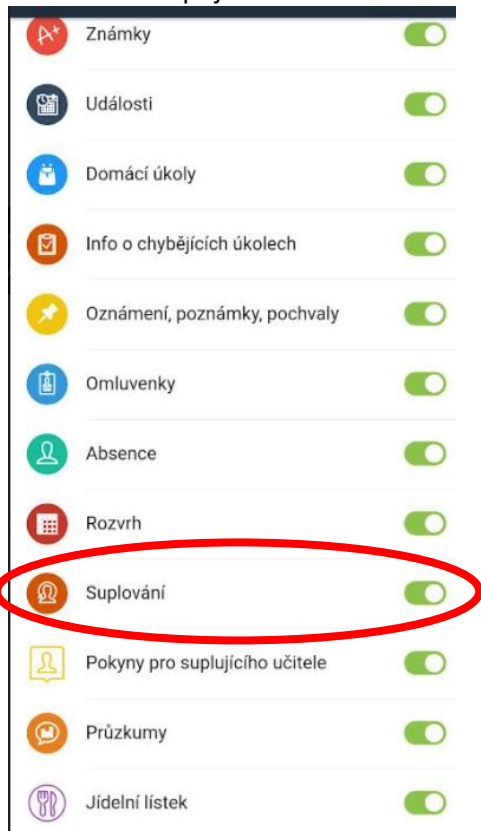 Známky
Události
Domácí úkoly
Info o chybějících úkolech
Oznámení, poznámky, pochvaly
Omluvenky
Absence
Rozvrh
Suplování
Pokyny pro suplujícího učitele
Průzkumy
Jídelní lístek